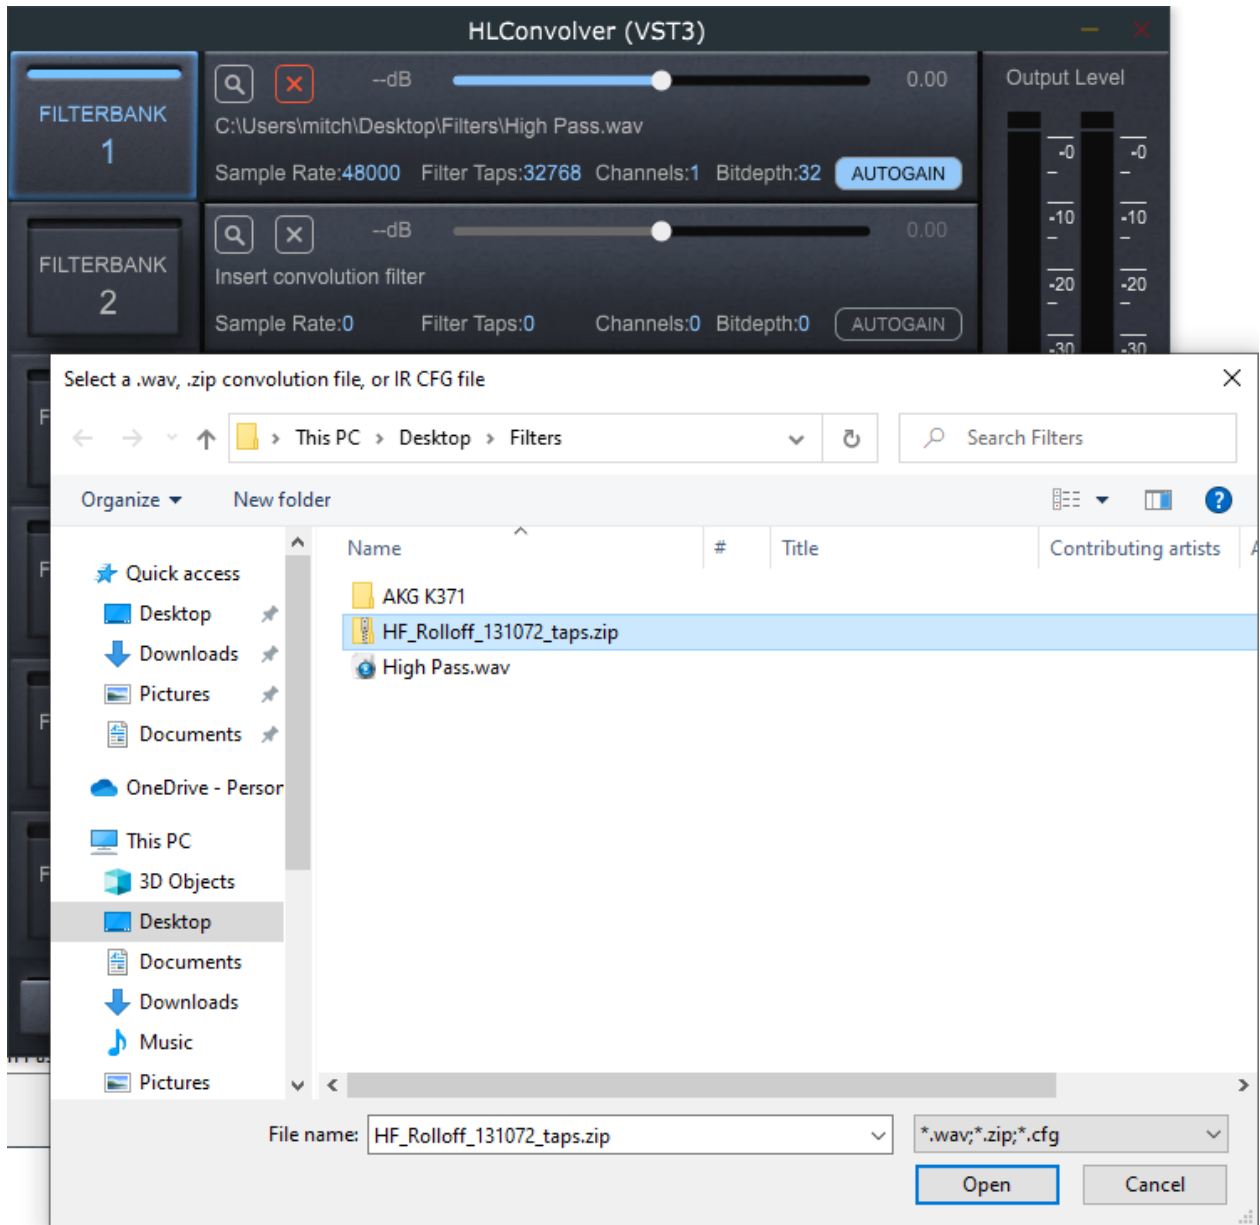 HLConvolver (VST3)
FILTERBANK
1
--dB
0.00
C:\Users\mitch\Desktop\Filters\High Pass.wav
Sample Rate:48000 Filter Taps:32768 Channels:1 Bitdepth:32 AUTOGAIN
Output Level
-0 -0
-10 -10
-20 -20
-30 -30
FILTERBANK
2
--dB
0.00
Insert convolution filter
Sample Rate:0 Filter Taps:0 Channels:0 Bitdepth:0 AUTOGAIN
Select a .wav, .zip convolution file, or IR CFG file
This PC > Desktop > Filters
Search Filters
Organize New folder
Name # Title Contributing artists
Quick access
Desktop
Downloads
Pictures
Documents
OneDrive - Person
This PC
3D Objects
Desktop
Documents
Downloads
Music
Pictures
AKG K371
HF_Rolloff_131072_taps.zip
High Pass.wav
File name: HF_Rolloff_131072_taps.zip
*.wav;*.zip;*.cfg
Open Cancel